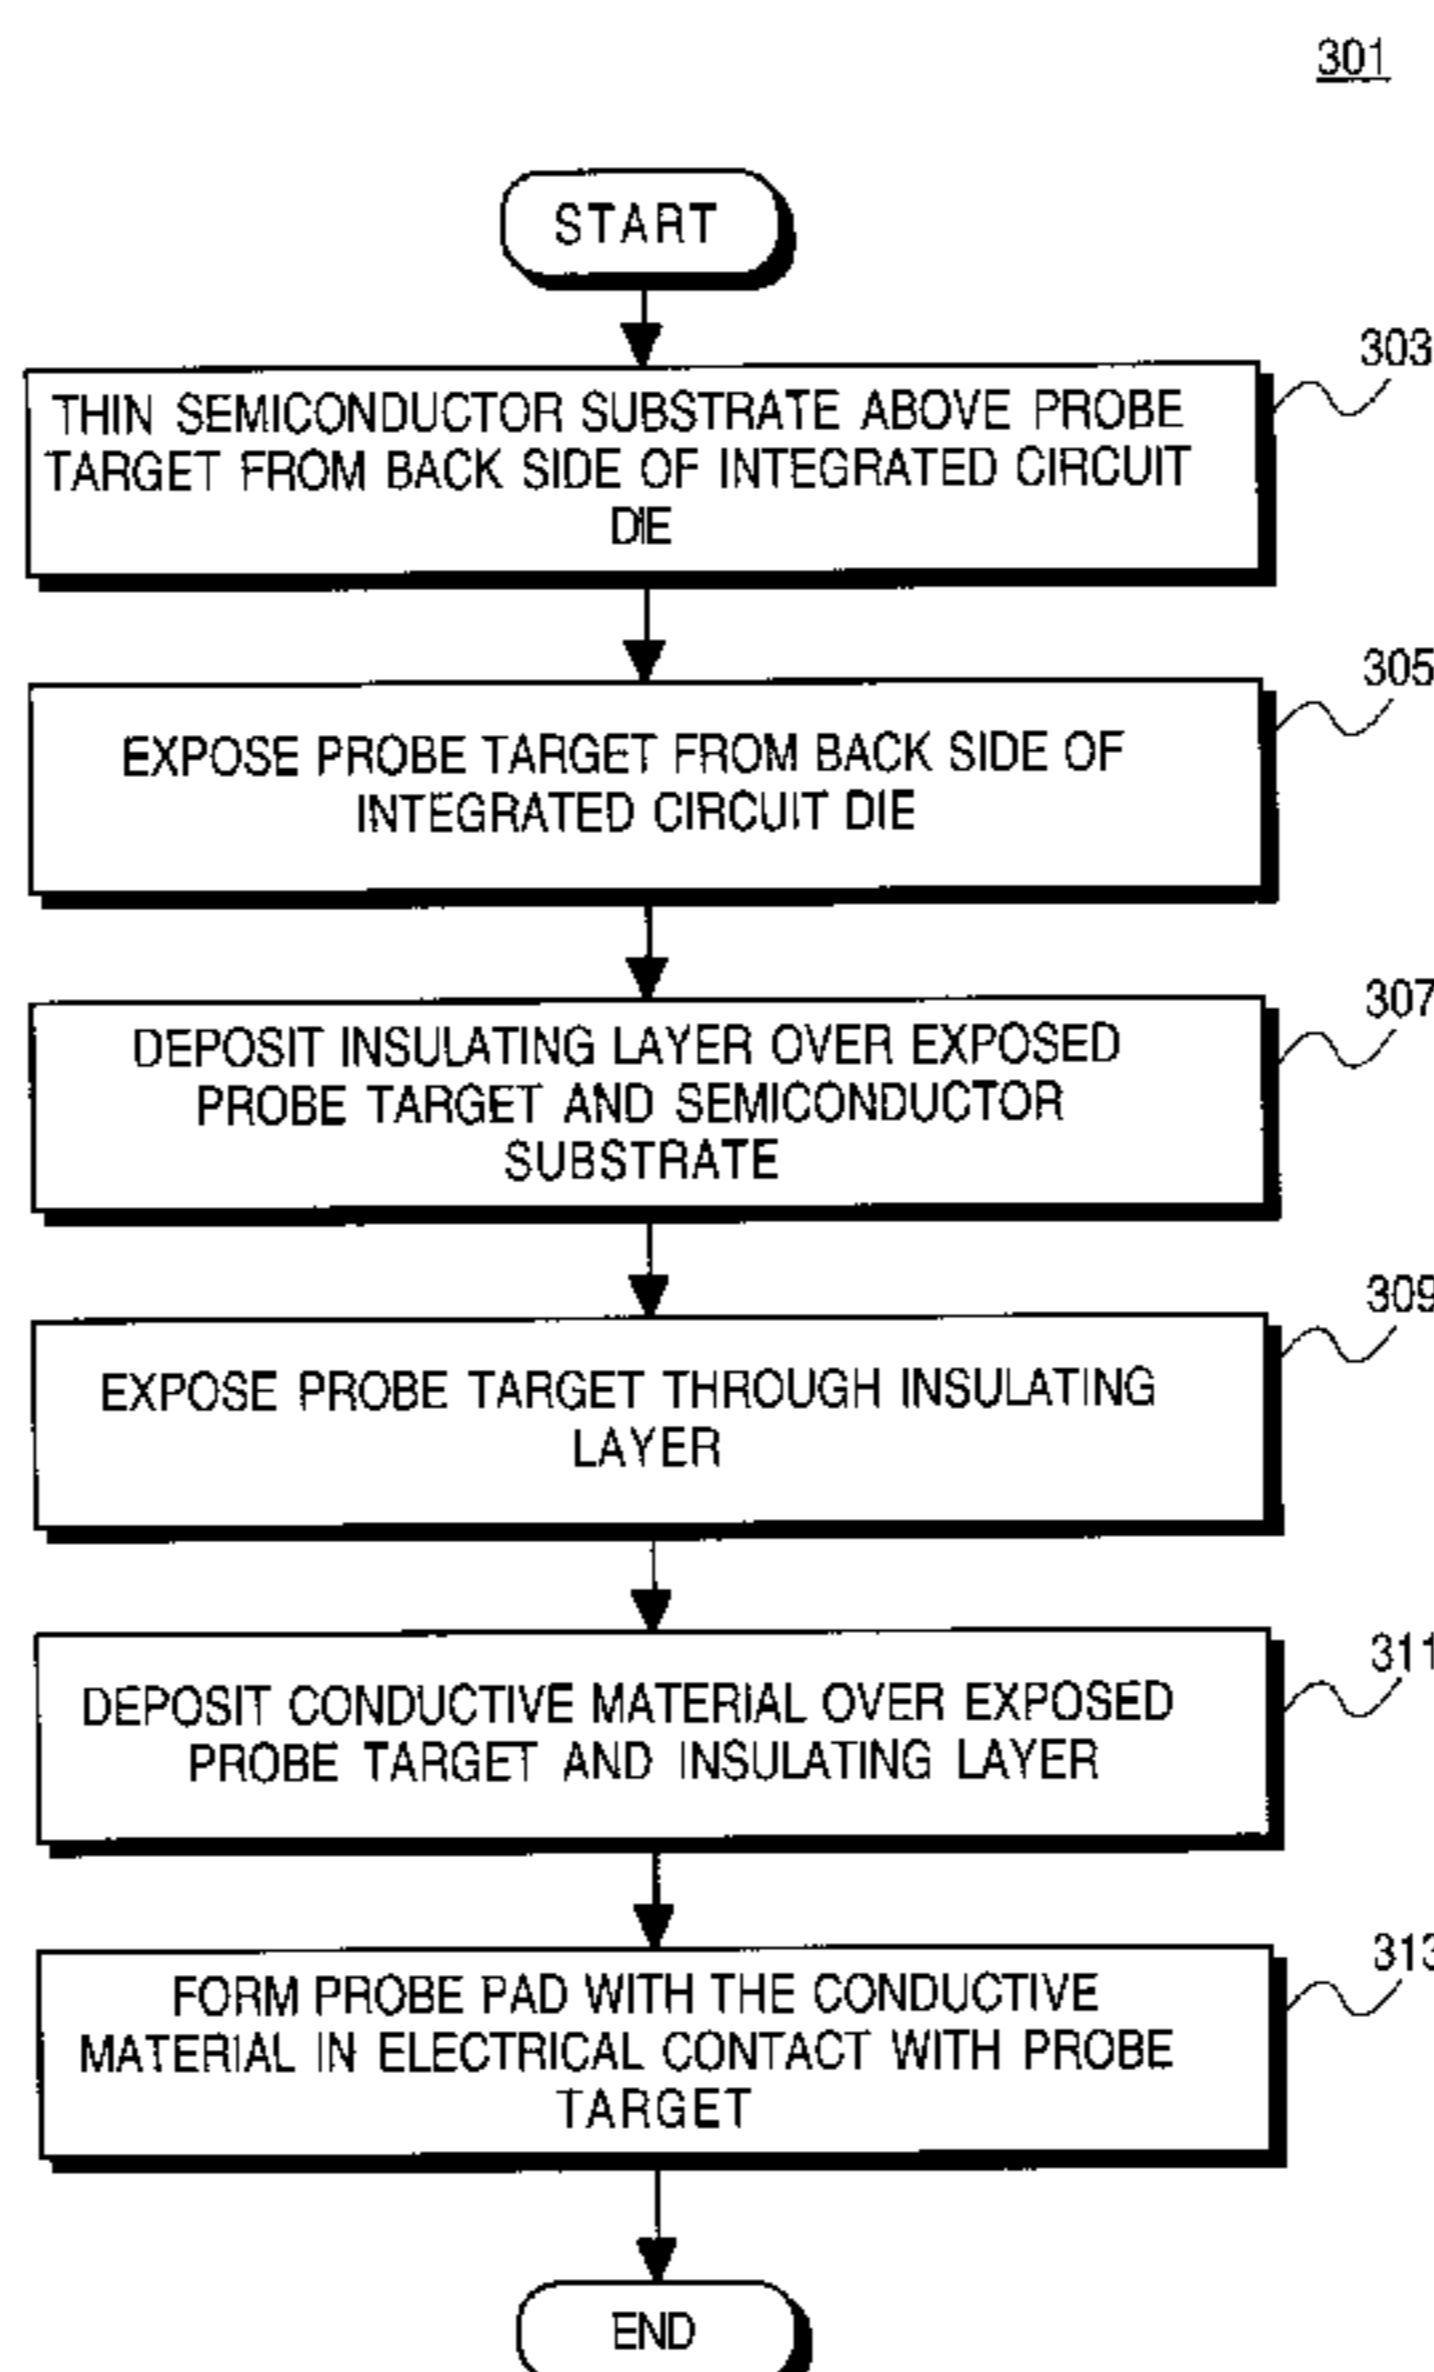 301
START
303
THIN SEMICONDUCTOR SUBSTRATE ABOVE PROBE
TARGET FROM BACK SIDE OF INTEGRATED CIRCUIT
DIE
305
EXPOSE PROBE TARGET FROM BACK SIDE OF
INTEGRATED CIRCUIT DIE
307
DEPOSIT INSULATING LAYER OVER EXPOSED
PROBE TARGET AND SEMICONDUCTOR
SUBSTRATE
309
EXPOSE PROBE TARGET THROUGH INSULATING
LAYER
311
DEPOSIT CONDUCTIVE MATERIAL OVER EXPOSED
PROBE TARGET AND INSULATING LAYER
313
FORM PROBE PAD WITH THE CONDUCTIVE
MATERIAL IN ELECTRICAL CONTACT WITH PROBE
TARGET
END